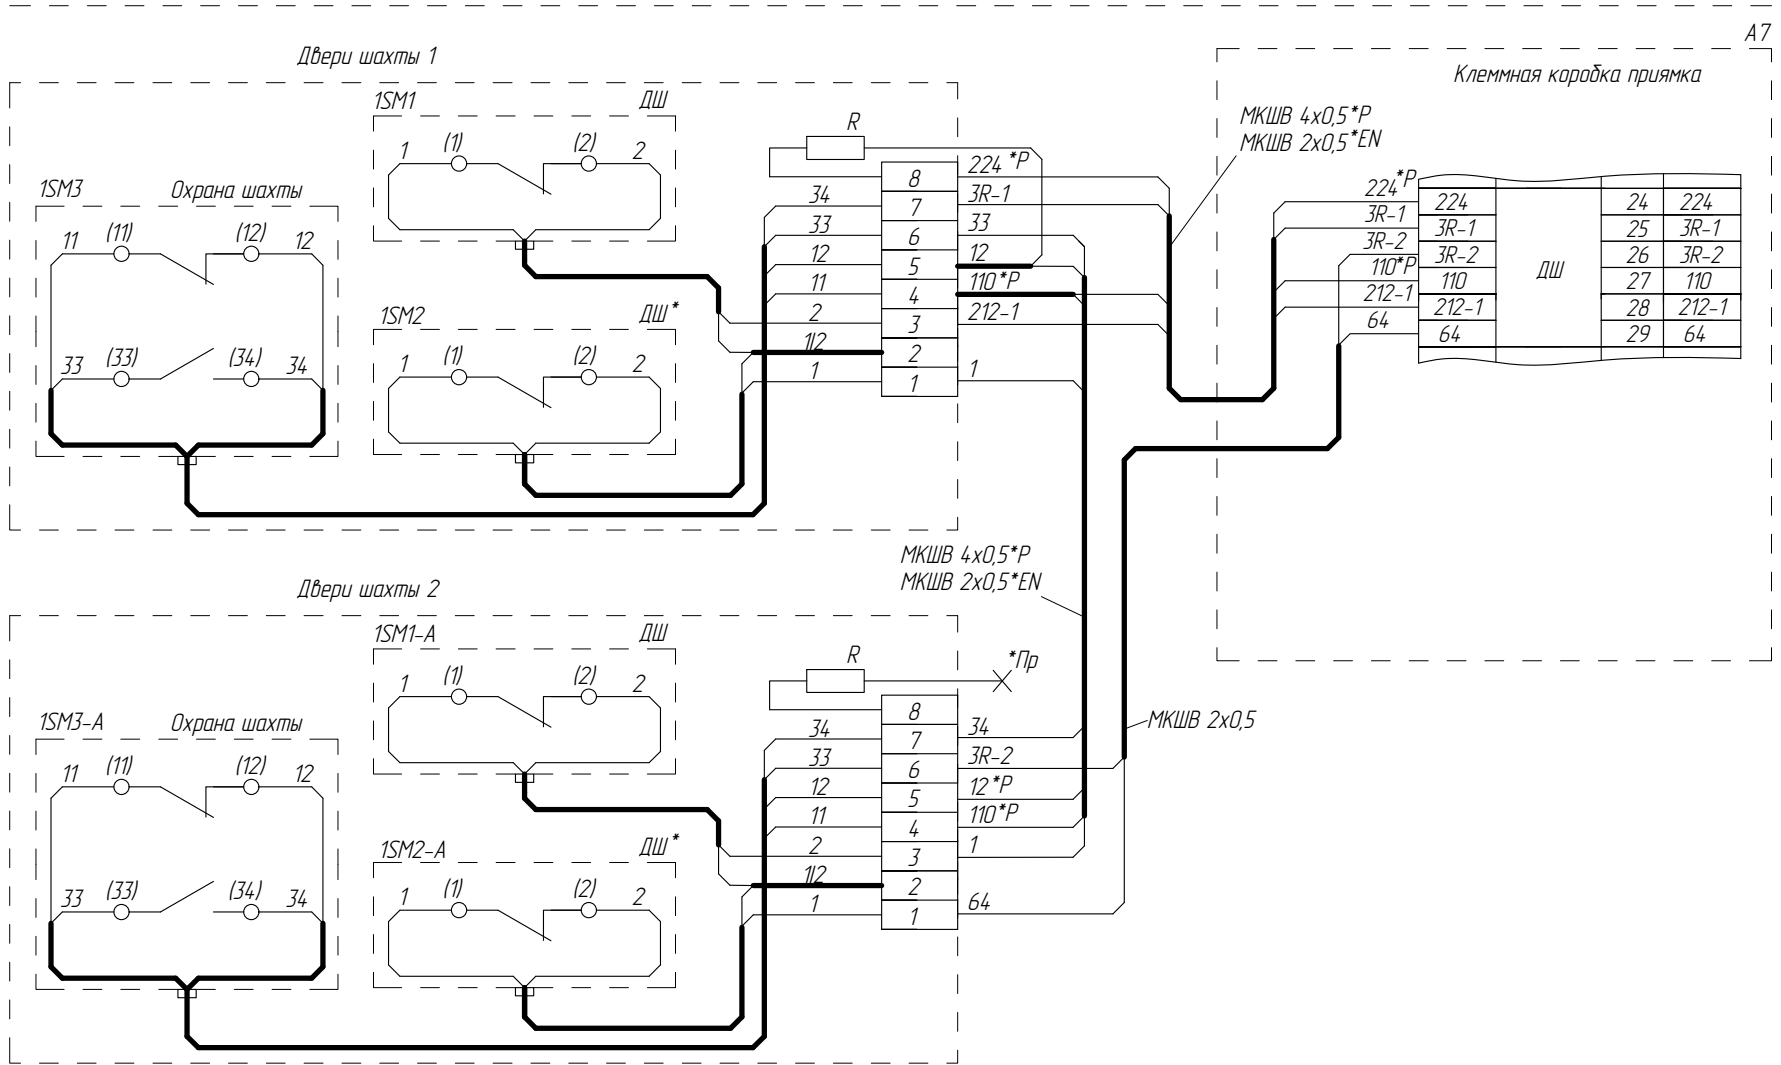 А7
Двери шахты 1
Клеммная коробка приямка
1SM1 ДШ
1 (1) (2) 2
R
МКШВ 4х0,5*Р
МКШВ 2х0,5*EN
1SM3 Охрана шахты
11 (11) (12) 12
33 (33) (34) 34
1SM2 ДШ*
1 (1) (2) 2
8 224*Р
34 7 3R-1
33 6 33
12 5 12
11 4 110*Р
2 3 212-1
1/2 2
1 1 1
224*Р 224 24 224
3R-1 3R-1 25 3R-1
3R-2 3R-2 26 3R-2
110*Р 110 ДШ 27 110
212-1 212-1 28 212-1
64 64 29 64
МКШВ 4х0,5*Р
МКШВ 2х0,5*EN
Двери шахты 2
1SM1-А ДШ
1 (1) (2) 2
R *Пр
МКШВ 2х0,5
1SM3-А Охрана шахты
11 (11) (12) 12
33 (33) (34) 34
1SM2-А ДШ*
1 (1) (2) 2
8
34 7 34
33 6 3R-2
12 5 12*Р
11 4 110*Р
2 3 1
1/2 2
1 1 64